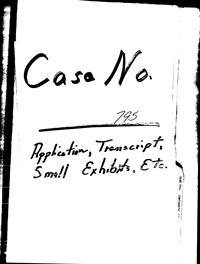 Case No.
795
Application, Transcript,
Small Exhibits, Etc.